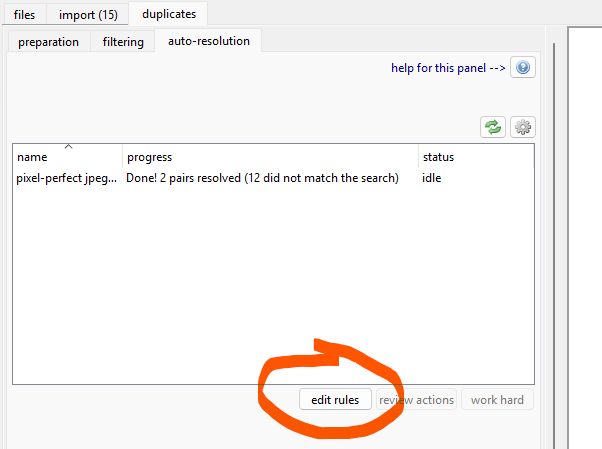 files import (15) duplicates
preparation filtering auto-resolution
help for this panel -->
name progress status
pixel-perfect jpeg... Done! 2 pairs resolved (12 did not match the search) idle
edit rules review actions work hard